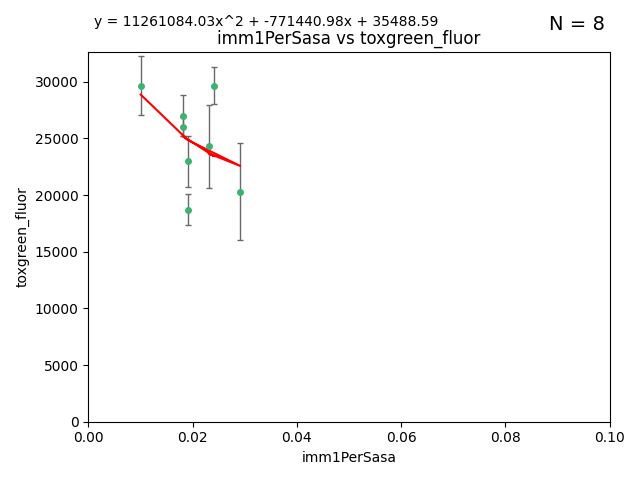 y = 11261084.03x^2 + -771440.98x + 35488.59
N = 8
imm1PerSasa vs toxgreen_fluor
30000
25000
20000
15000
10000
5000
0
toxgreen_fluor
0.00 0.02 0.04 0.06 0.08 0.10
imm1PerSasa